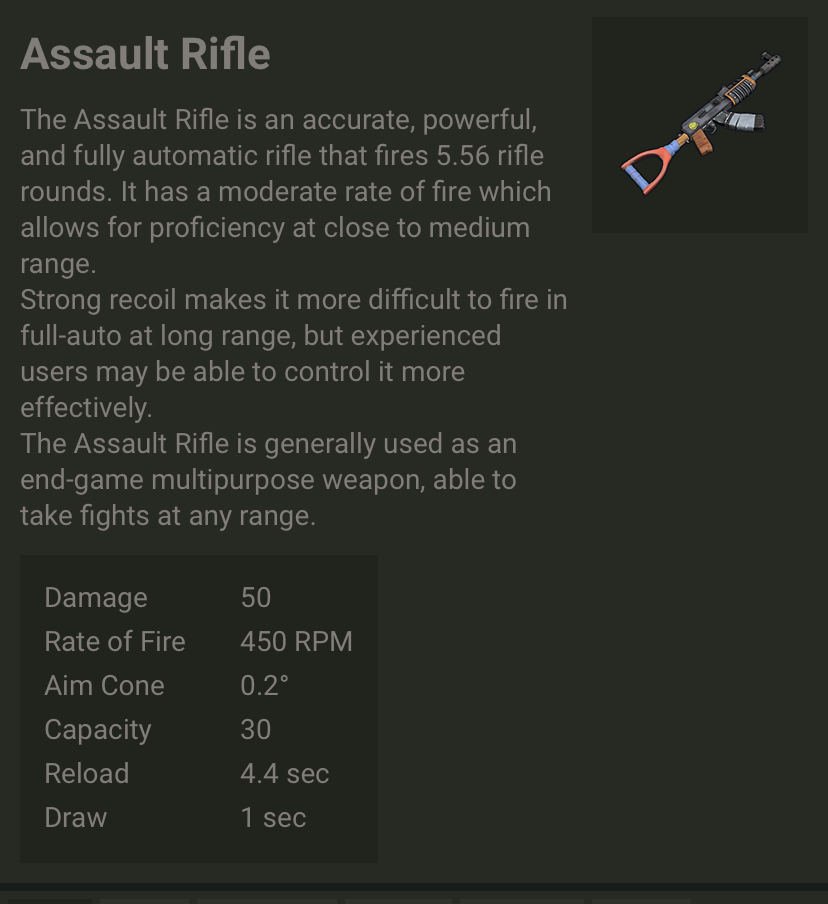 Assault Rifle
The Assault Rifle is an accurate, powerful,
and fully automatic rifle that fires 5.56 rifle
rounds. It has a moderate rate of fire which
allows for proficiency at close to medium
range.
Strong recoil makes it more difficult to fire in
full-auto at long range, but experienced
users may be able to control it more
effectively.
The Assault Rifle is generally used as an
end-game multipurpose weapon, able to
take fights at any range.
Damage 50
Rate of Fire 450 RPM
Aim Cone 0.2°
Capacity 30
Reload 4.4 sec
Draw 1 sec